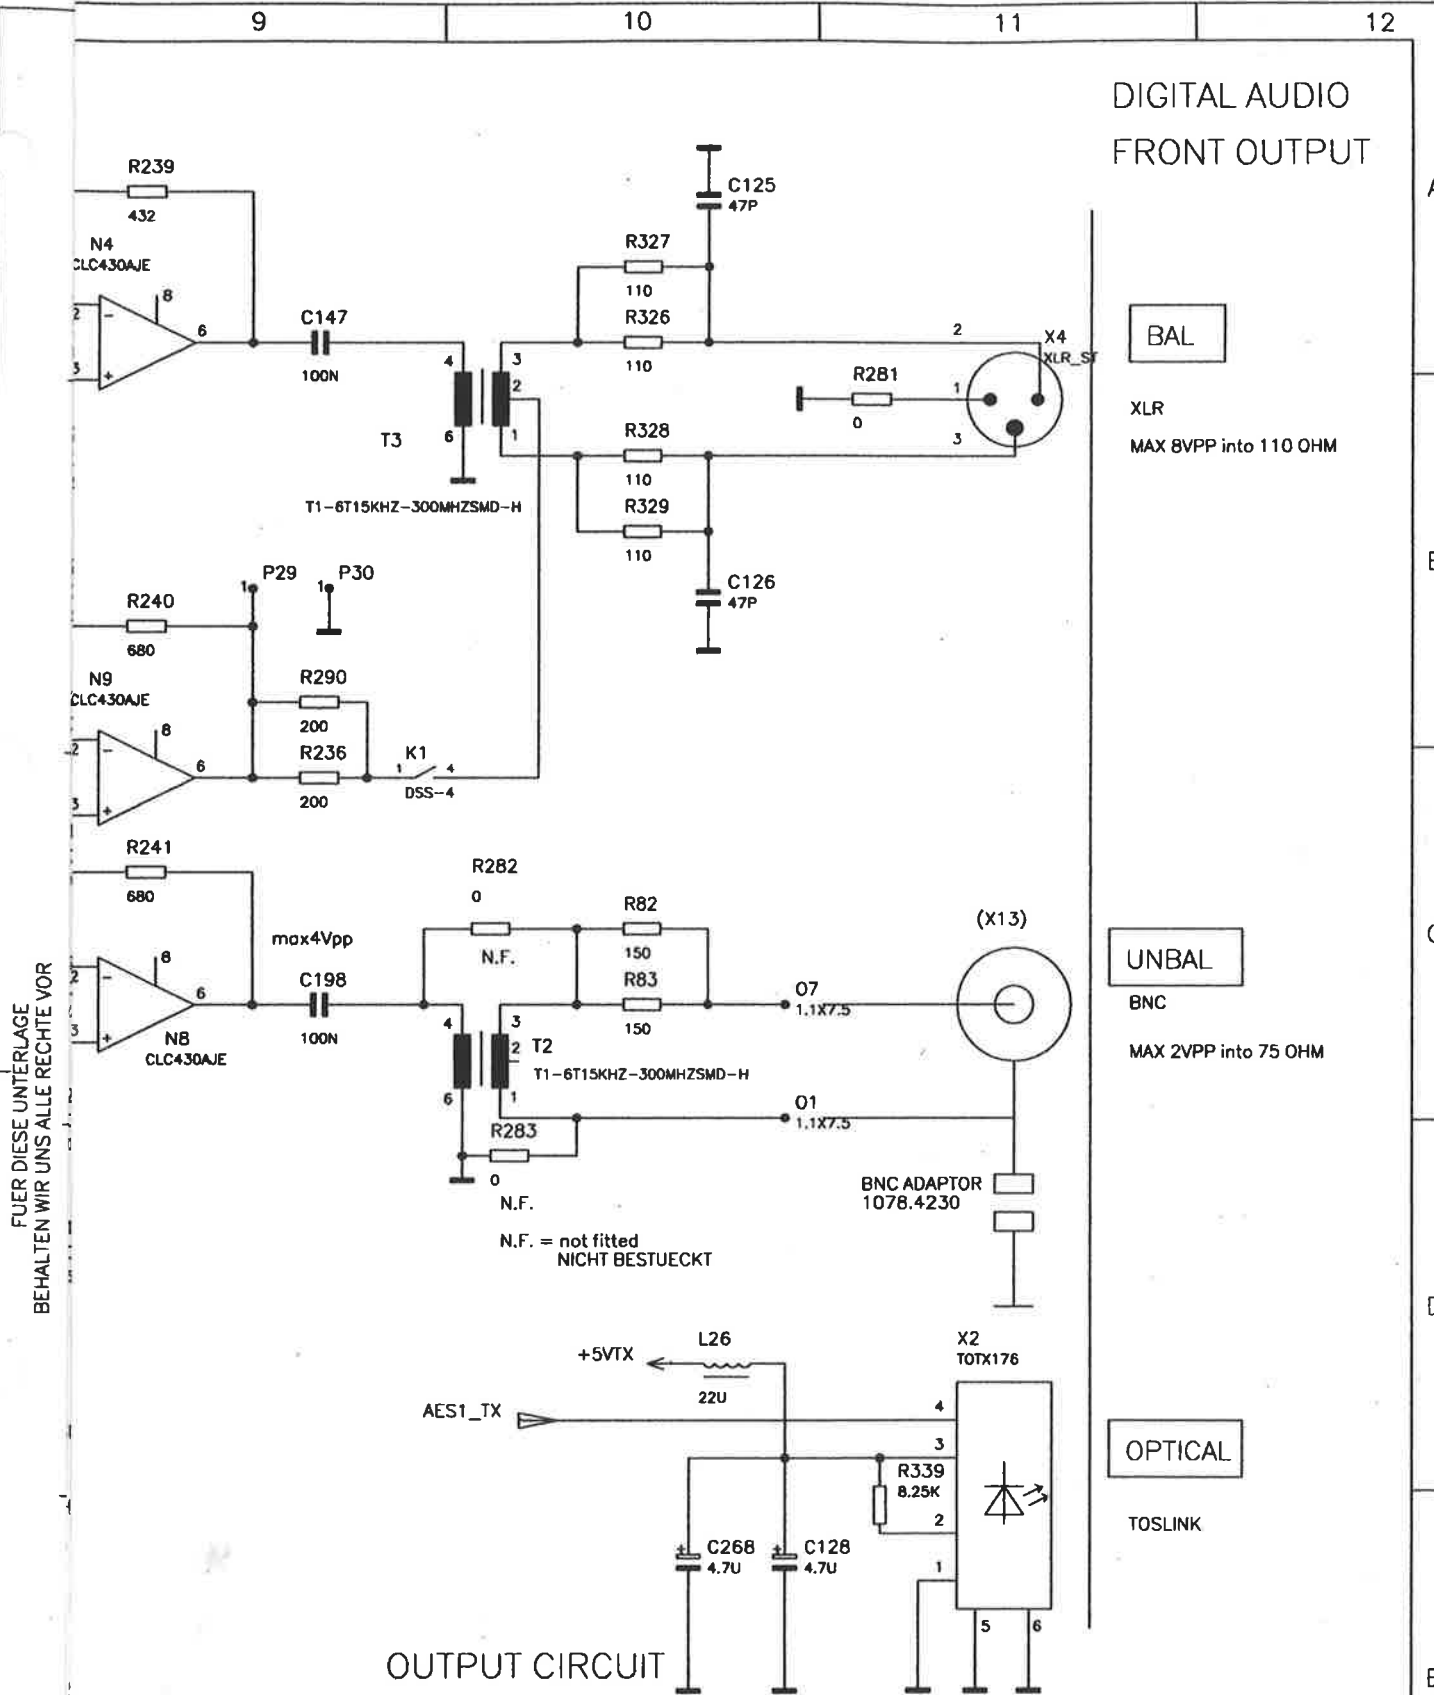 9 10 11 12
DIGITAL AUDIO
FRONT OUTPUT
R239
432
N4
CLC430AJE
8
2
3
6
C147
100N
C125
47P
R327
110
R326
110
4
6
3
2
1
T3
T1-6T15KHZ-300MHZSMD-H
R328
110
R329
110
C126
47P
2
X4
XLR_ST
R281
0
1
3
BAL
XLR
MAX 8VPP into 110 OHM
1 P29
1 P30
R240
680
N9
CLC430AJE
8
2
3
6
R290
200
R236
200
K1
1 4
DSS-4
R241
680
max4Vpp
8
2
3
6
N8
CLC430AJE
C198
100N
R282
0
N.F.
R82
150
R83
150
4
6
3
2
1
T2
T1-6T15KHZ-300MHZSMD-H
R283
0
N.F.
N.F. = not fitted
NICHT BESTUECKT
O7
1.1X7.5
O1
1.1X7.5
(X13)
UNBAL
BNC
MAX 2VPP into 75 OHM
BNC ADAPTOR
1078.4230
FUER DIESE UNTERLAGE
BEHALTEN WIR UNS ALLE RECHTE VOR
+5VTX
L26
22U
AES1_TX
X2
TOTX176
4
3
R339
8.25K
2
1
5 6
C268
4.7U
C128
4.7U
OPTICAL
TOSLINK
OUTPUT CIRCUIT